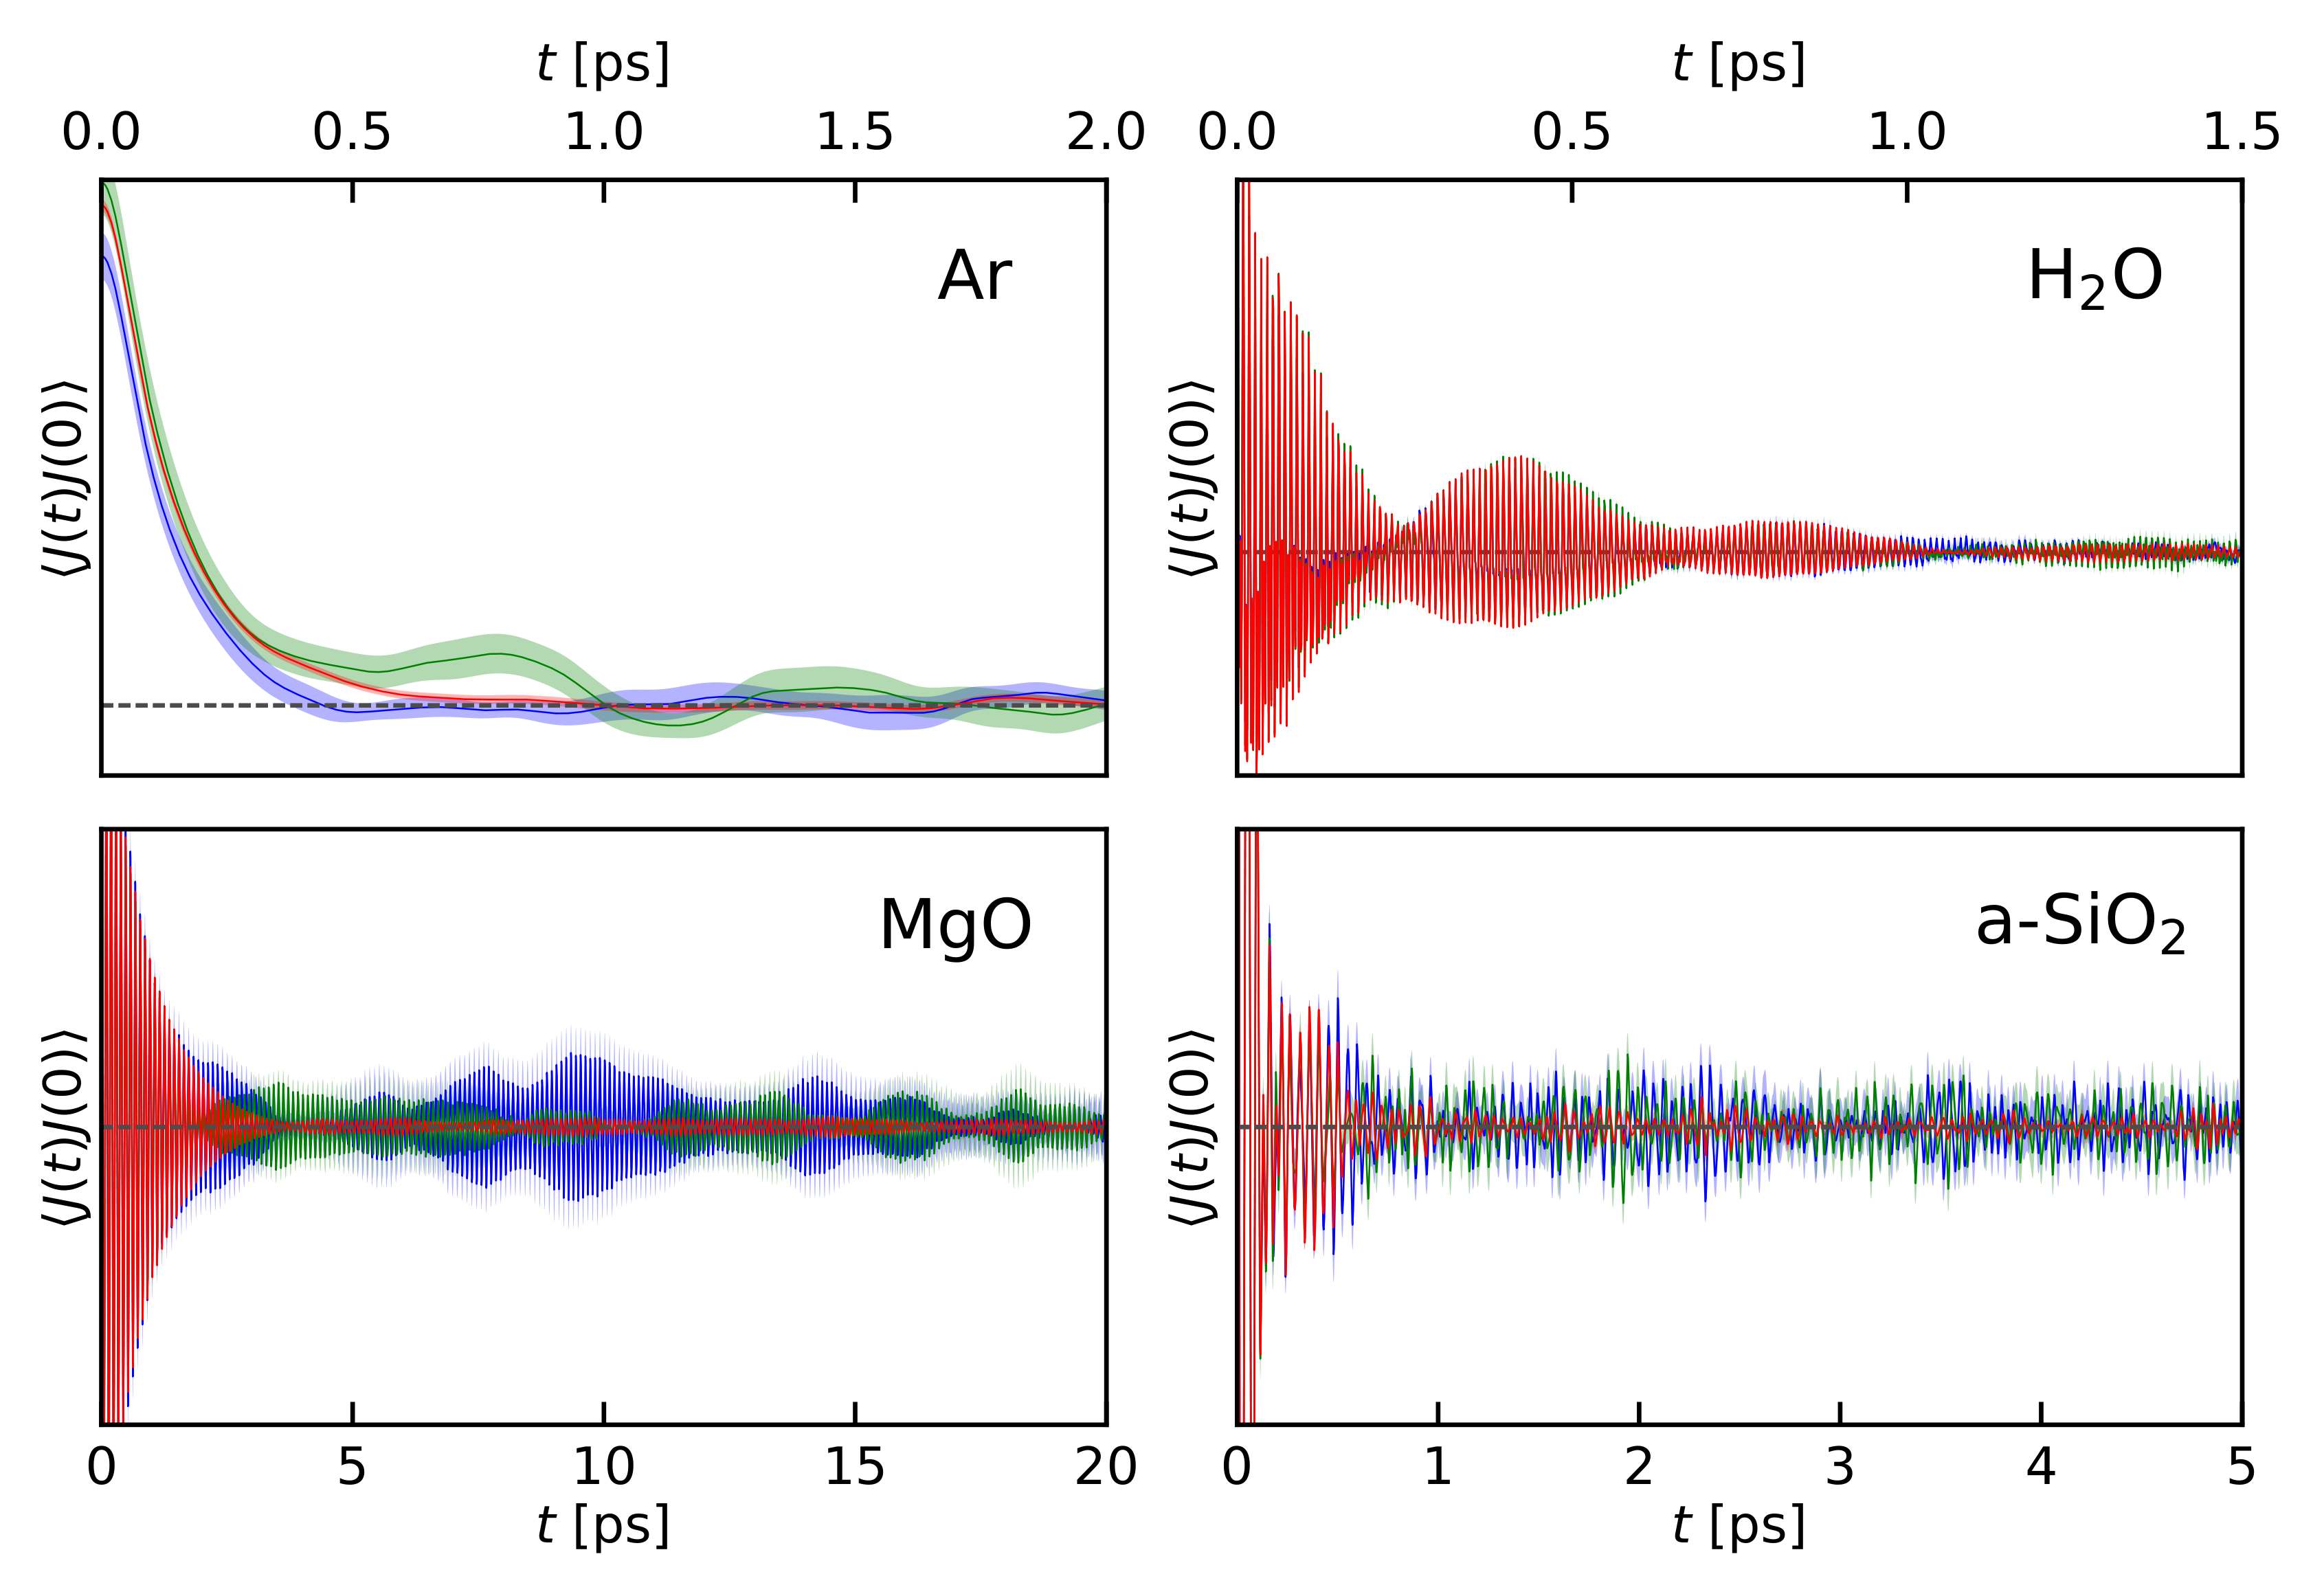 t [ps]
0.0 0.5 1.0 1.5 2.0
⟨J(t)J(0)⟩
Ar
t [ps]
0.0 0.5 1.0 1.5
⟨J(t)J(0)⟩
H₂O
⟨J(t)J(0)⟩
MgO
0 5 10 15 20
t [ps]
⟨J(t)J(0)⟩
a-SiO₂
0 1 2 3 4 5
t [ps]